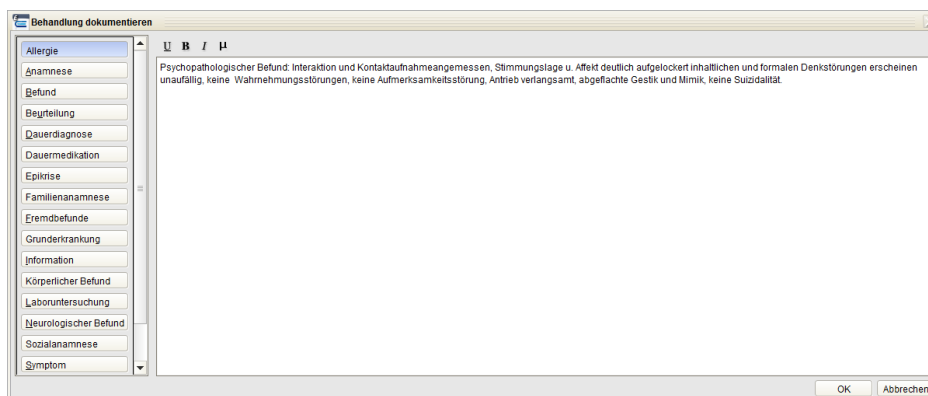 Behandlung dokumentieren
U B I µ
Allergie
Anamnese
Befund
Beurteilung
Dauerdiagnose
Dauermedikation
Epikrise
Familienanamnese
Fremdbefunde
Grunderkrankung
Information
Körperlicher Befund
Laboruntersuchung
Neurologischer Befund
Sozialanamnese
Symptom
Psychopathologischer Befund: Interaktion und Kontaktaufnahmeangemessen, Stimmungslage u. Affekt deutlich aufgelockert inhaltlichen und formalen Denkstörungen erscheinen
unaufällig, keine Wahrnehmungsstörungen, keine Aufmerksamkeitsstörung, Antrieb verlangsamt, abgeflachte Gestik und Mimik, keine Suizidalität.
OK Abbrechen